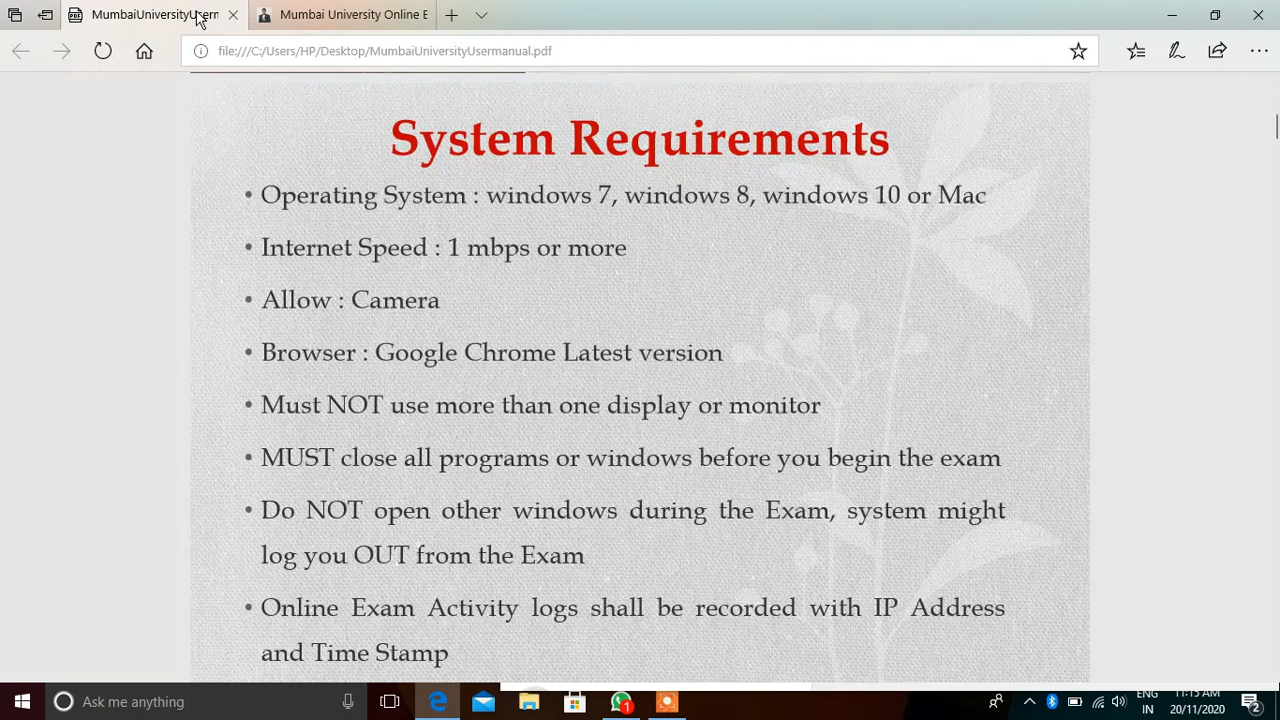 MumbaiUniversityUserm
Mumbai University Online E
file:///C:/Users/HP/Desktop/MumbaiUniversityUsermanual.pdf
System Requirements
• Operating System : windows 7, windows 8, windows 10 or Mac
• Internet Speed : 1 mbps or more
• Allow : Camera
• Browser : Google Chrome Latest version
• Must NOT use more than one display or monitor
• MUST close all programs or windows before you begin the exam
• Do NOT open other windows during the Exam, system might
log you OUT from the Exam
• Online Exam Activity logs shall be recorded with IP Address
and Time Stamp
Ask me anything
1
ENG
IN
11:15 AM
20/11/2020
2